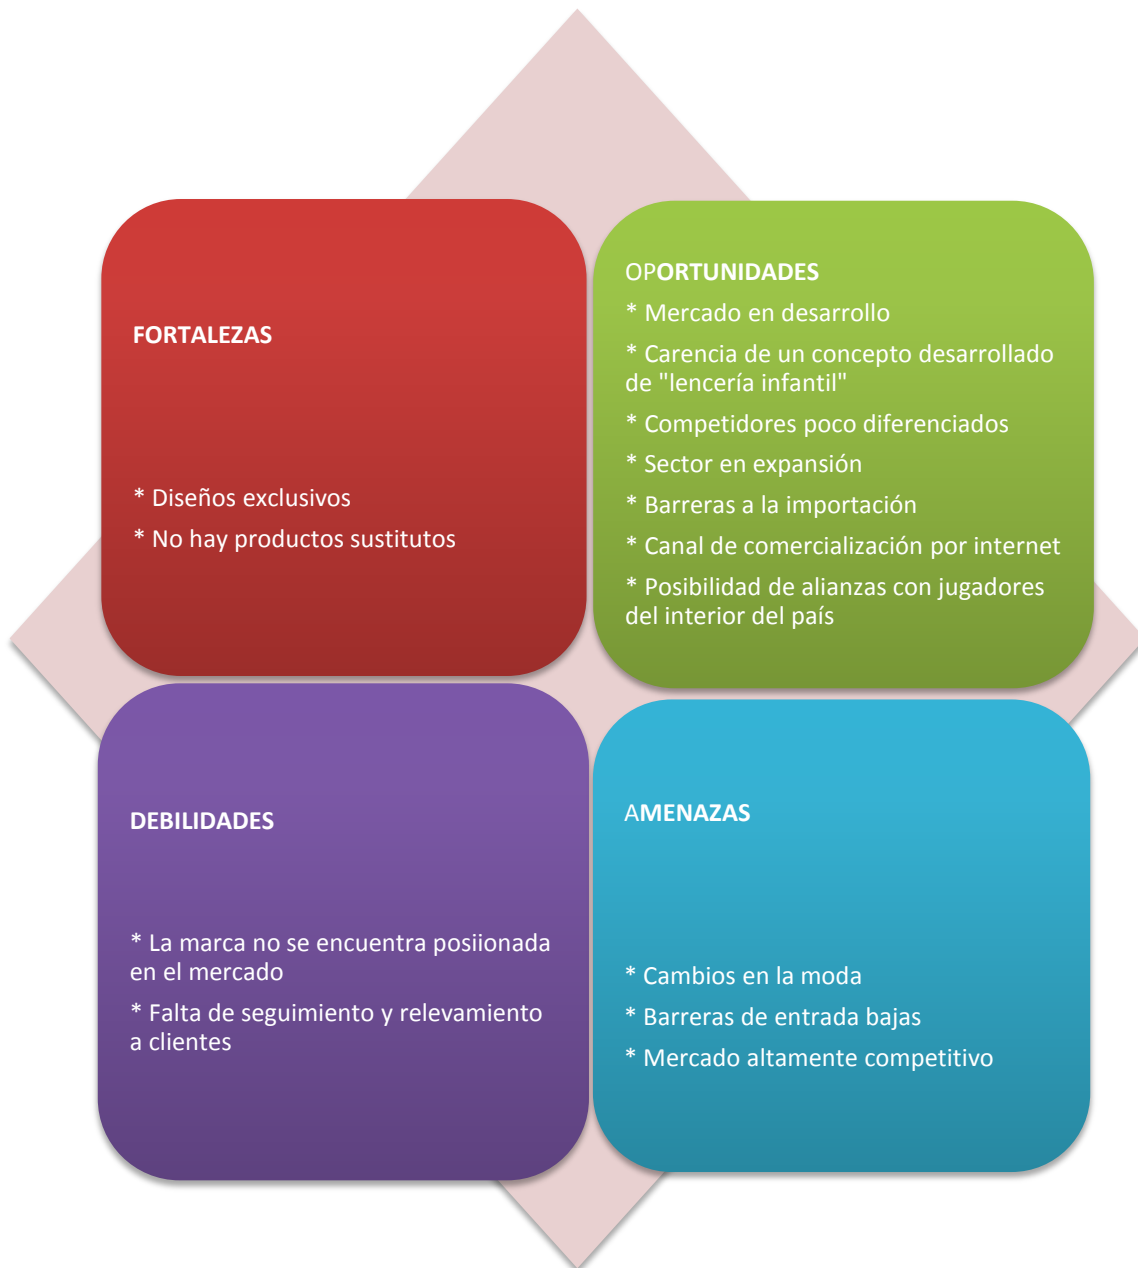 FORTALEZAS
* Diseños exclusivos
* No hay productos sustitutos
OPORTUNIDADES
* Mercado en desarrollo
* Carencia de un concepto desarrollado
de "lencería infantil"
* Competidores poco diferenciados
* Sector en expansión
* Barreras a la importación
* Canal de comercialización por internet
* Posibilidad de alianzas con jugadores
del interior del país
DEBILIDADES
* La marca no se encuentra posiionada
en el mercado
* Falta de seguimiento y relevamiento
a clientes
AMENAZAS
* Cambios en la moda
* Barreras de entrada bajas
* Mercado altamente competitivo